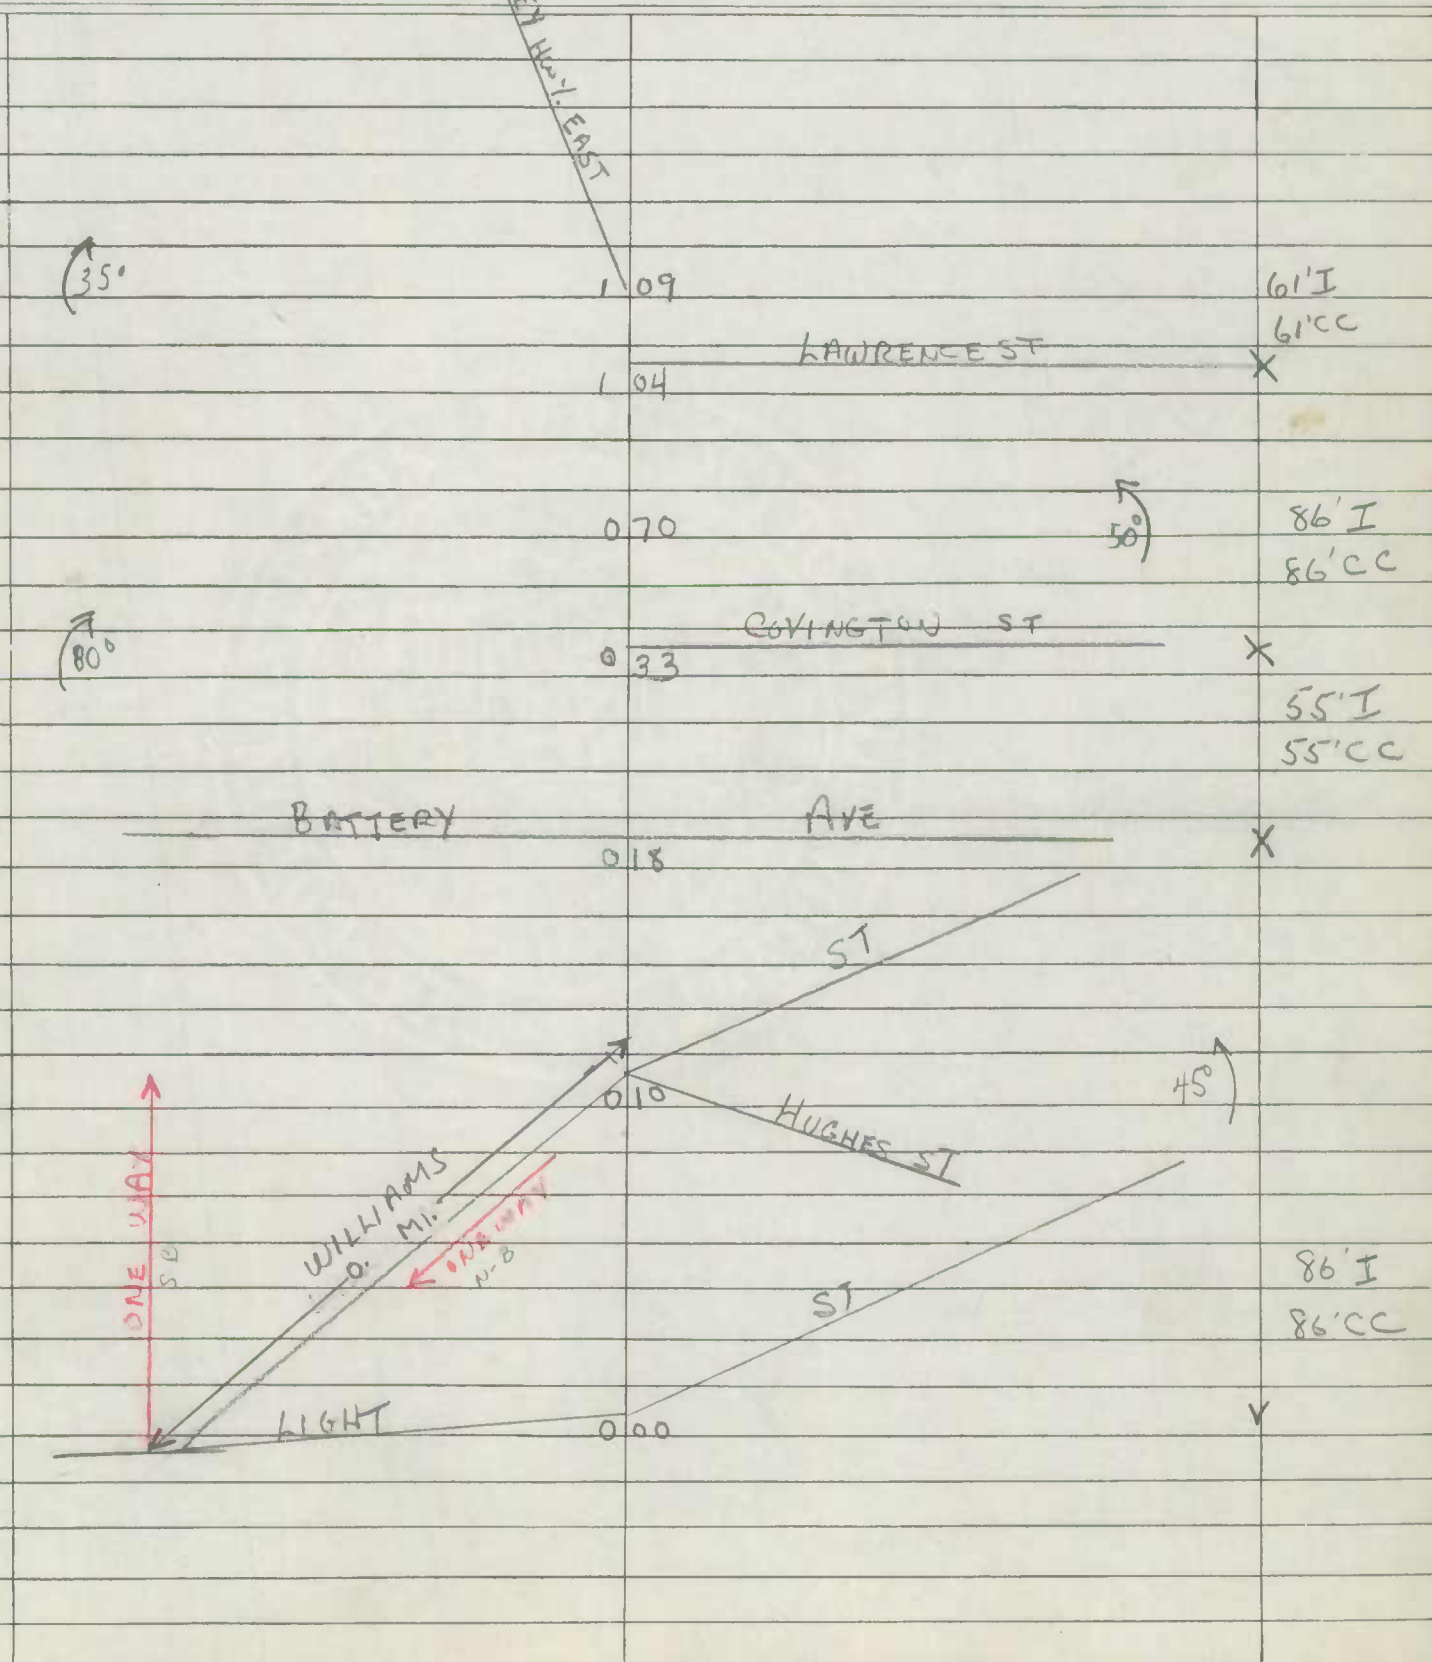 HWY. EAST
35°
1 09
61' I
61' CC
LAWRENCE ST
1 04
0 70
50°
86' I
86' CC
80°
COVINGTON ST
0 33
55' I
55' CC
BATTERY AVE
0 18
ST
0 10
45°
HUGHES ST
WILLIAMS
0. MI.
ONE WAY
N-B
ONE WAY
SB
86' I
86' CC
ST
LIGHT
0 00